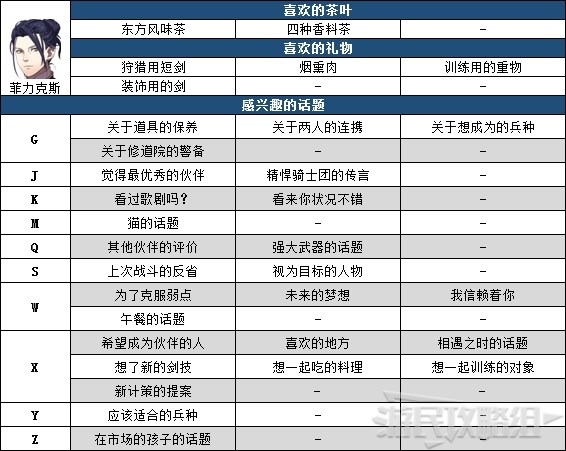 喜欢的茶叶
东方风味茶 四种香料茶 –
喜欢的礼物
狩猎用短剑 烟熏肉 训练用的重物
菲力克斯 装饰用的剑 – –
感兴趣的话题
G 关于道具的保养 关于两人的连携 关于想成为的兵种
关于修道院的警备 – –
J 觉得最优秀的伙伴 精悍骑士团的传言 –
K 看过歌剧吗? 看来你状况不错 –
M 猫的话题 – –
Q 其他伙伴的评价 强大武器的话题 –
S 上次战斗的反省 视为目标的人物 –
W 为了克服弱点 未来的梦想 我信赖着你
午餐的话题 – –
X 希望成为伙伴的人 喜欢的地方 相遇之时的话题
想了新的剑技 想一起吃的料理 想一起训练的对象
新计策的提案 – –
Y 应该适合的兵种 – –
Z 在市场的孩子的话题 – –
游民攻略组